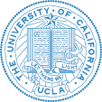 THE · UNIVERSITY · OF · CALIFORNIA
UCLA